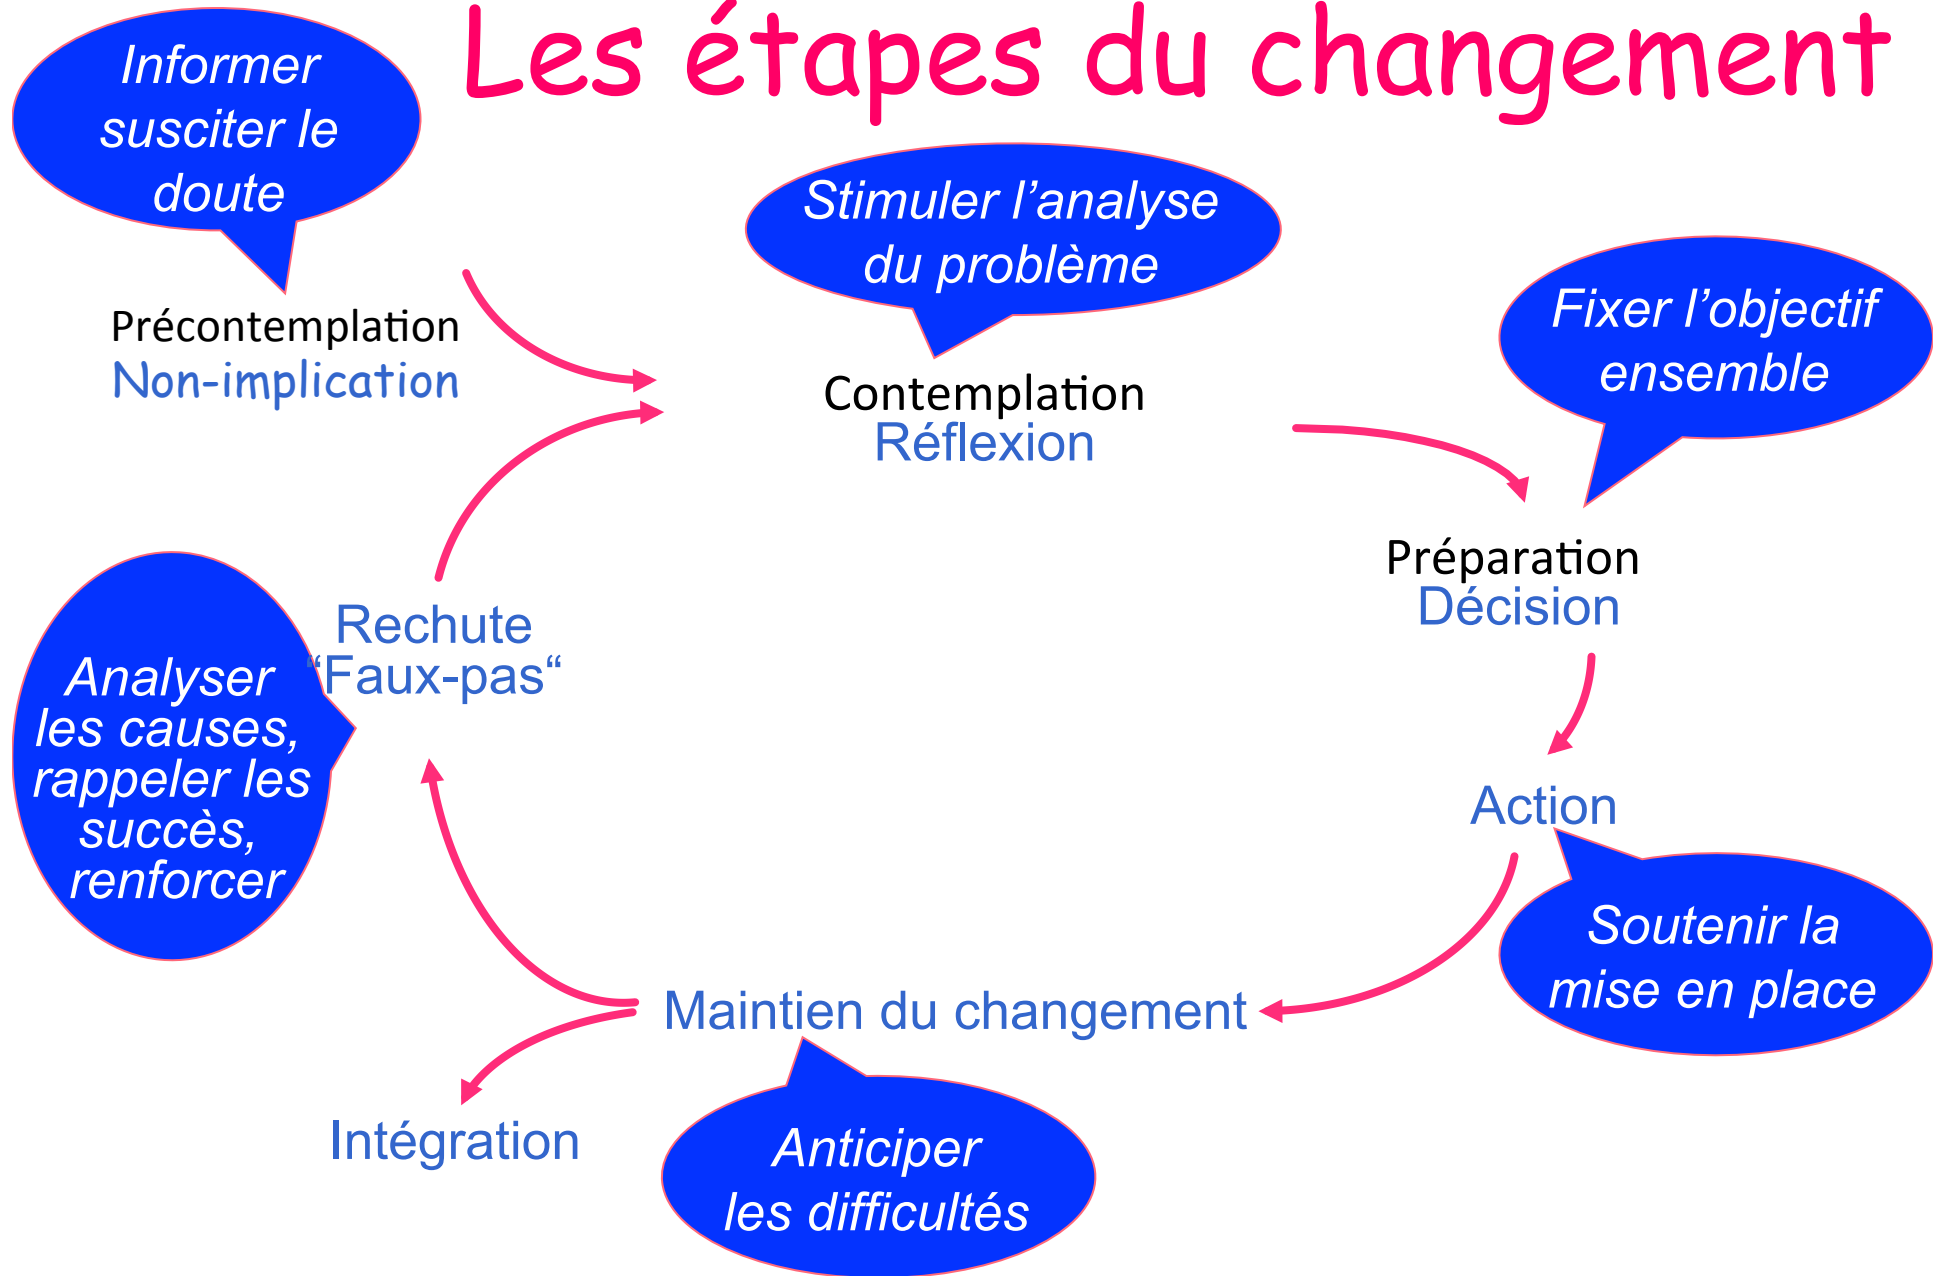 Les étapes du changement
Informer
susciter le
doute
Précontemplation
Non-implication
Stimuler l’analyse
du problème
Contemplation
Réflexion
Fixer l’objectif
ensemble
Préparation
Décision
Action
Soutenir la
mise en place
Maintien du changement
Anticiper
les difficultés
Intégration
Rechute
“Faux-pas“
Analyser
les causes,
rappeler les
succès,
renforcer